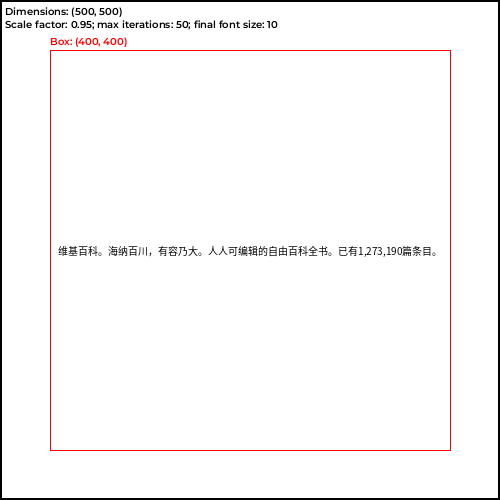 Dimensions: (500, 500)
Scale factor: 0.95; max iterations: 50; final font size: 10
Box: (400, 400)
维基百科。海纳百川，有容乃大。人人可编辑的自由百科全书。已有1,273,190篇条目。